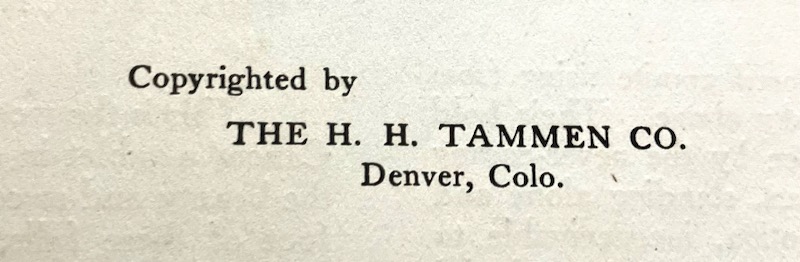 Copyrighted by
THE H. H. TAMMEN CO.
Denver, Colo.